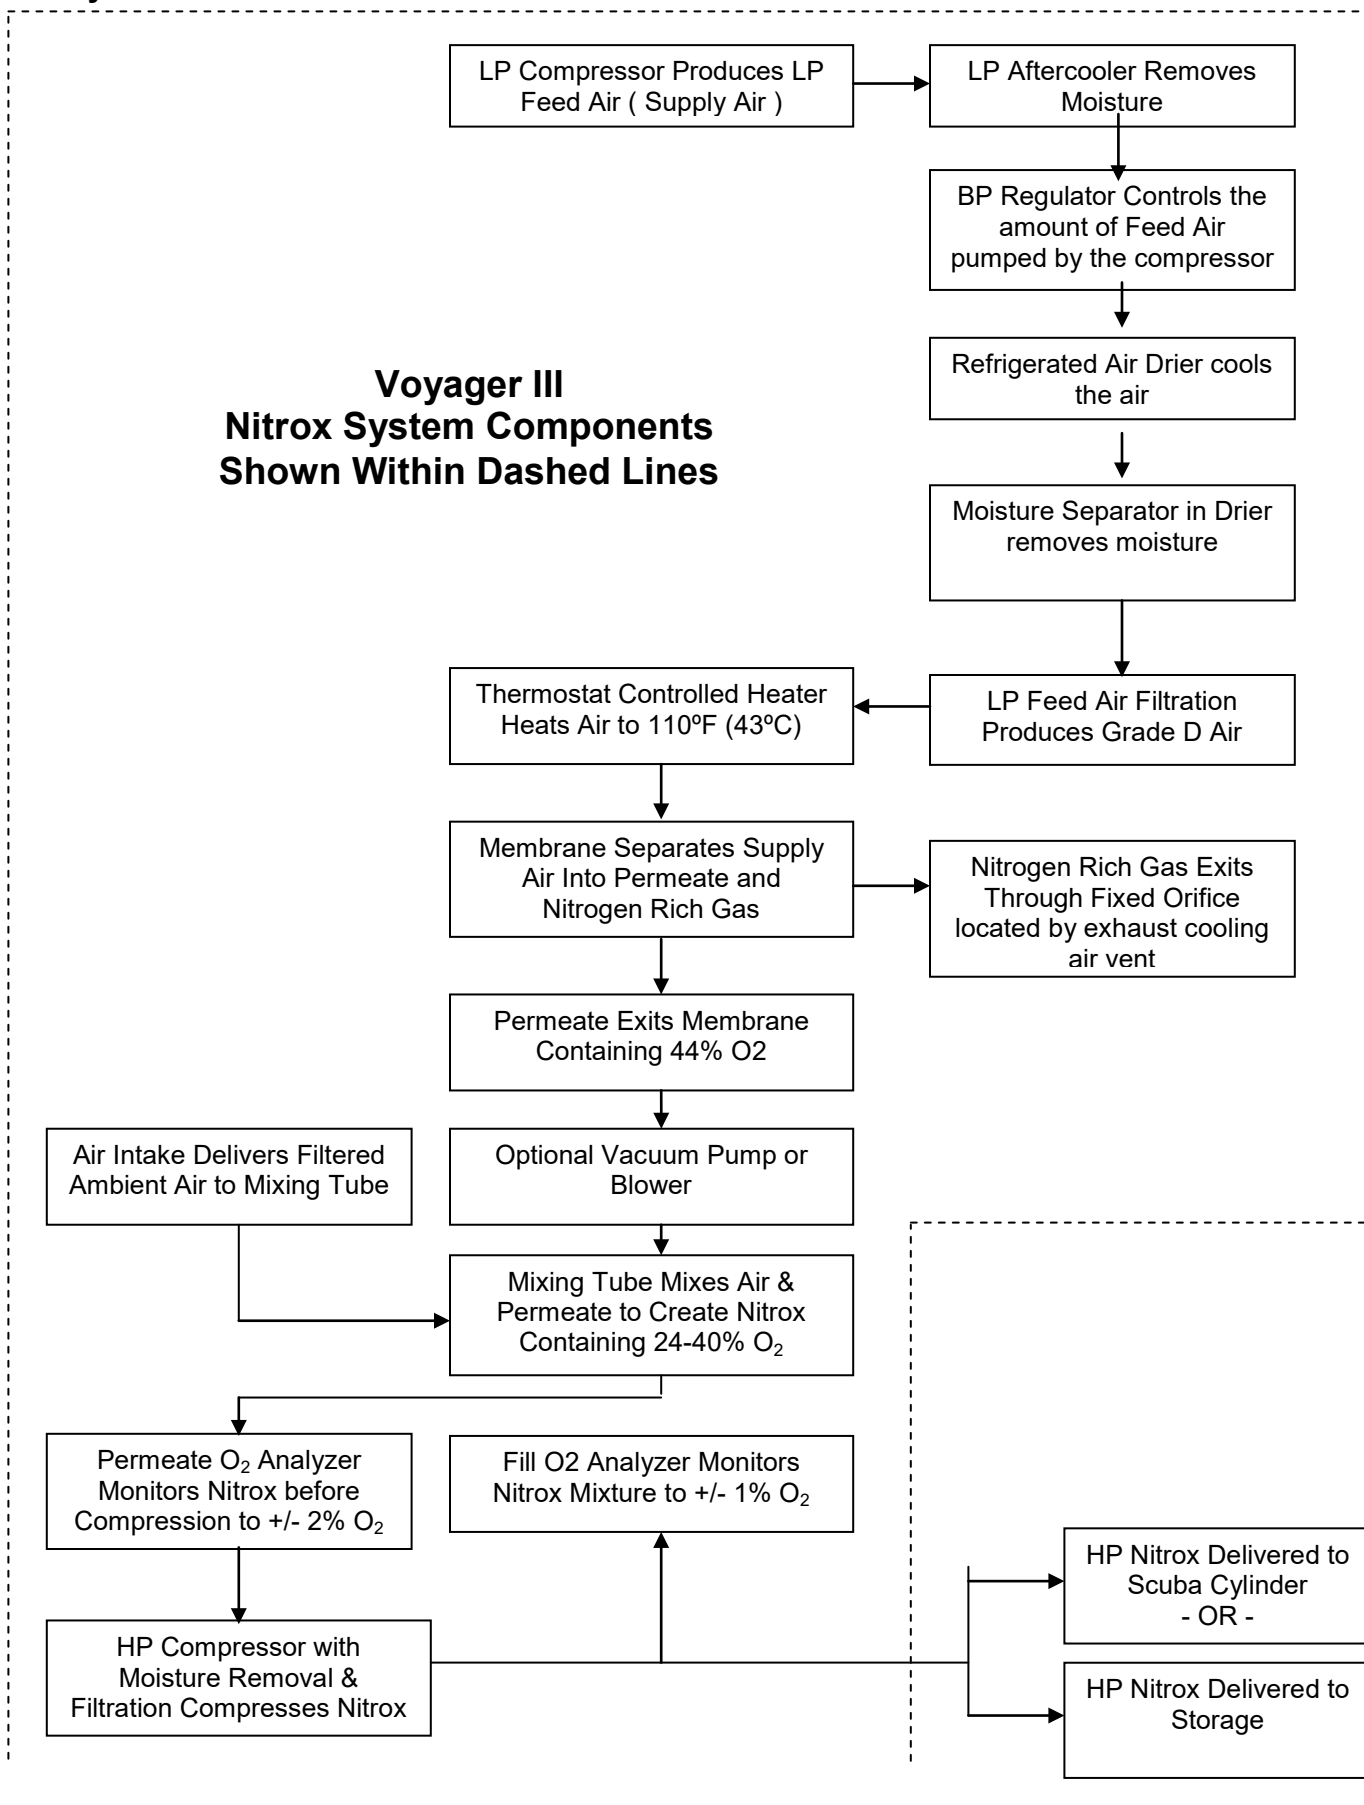 LP Compressor Produces LP
Feed Air ( Supply Air )
LP Aftercooler Removes
Moisture
BP Regulator Controls the
amount of Feed Air
pumped by the compressor
Refrigerated Air Drier cools
the air
Voyager III
Nitrox System Components
Shown Within Dashed Lines
Moisture Separator in Drier
removes moisture
Thermostat Controlled Heater
Heats Air to 110ºF (43ºC)
LP Feed Air Filtration
Produces Grade D Air
Membrane Separates Supply
Air Into Permeate and
Nitrogen Rich Gas
Nitrogen Rich Gas Exits
Through Fixed Orifice
located by exhaust cooling
air vent
Permeate Exits Membrane
Containing 44% O2
Air Intake Delivers Filtered
Ambient Air to Mixing Tube
Optional Vacuum Pump or
Blower
Mixing Tube Mixes Air &
Permeate to Create Nitrox
Containing 24-40% O₂
Permeate O₂ Analyzer
Monitors Nitrox before
Compression to +/- 2% O₂
Fill O2 Analyzer Monitors
Nitrox Mixture to +/- 1% O₂
HP Nitrox Delivered to
Scuba Cylinder
- OR -
HP Compressor with
Moisture Removal &
Filtration Compresses Nitrox
HP Nitrox Delivered to
Storage